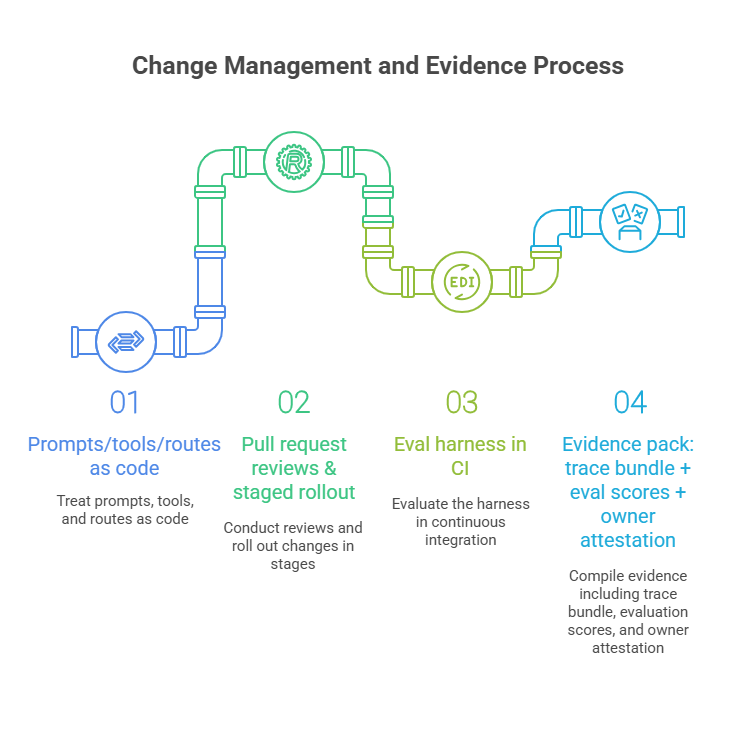 Change Management and Evidence Process
R
EDI
01
Prompts/tools/routes
as code
Treat prompts, tools,
and routes as code
02
Pull request
reviews &
staged rollout
Conduct reviews and
roll out changes in
stages
03
Eval harness in
CI
Evaluate the harness
in continuous
integration
04
Evidence pack:
trace bundle +
eval scores +
owner
attestation
Compile evidence
including trace
bundle, evaluation
scores, and owner
attestation